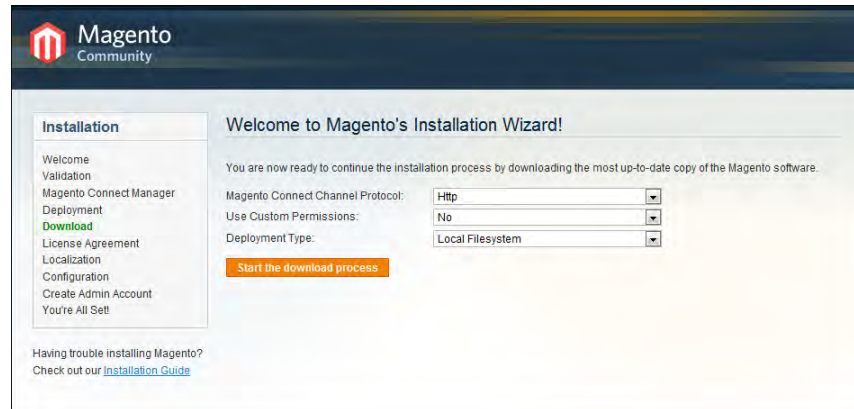 Magento
Community
Installation
Welcome
Validation
Magento Connect Manager
Deployment
Download
License Agreement
Localization
Configuration
Create Admin Account
You're All Set!
Having trouble installing Magento?
Check out our Installation Guide
Welcome to Magento's Installation Wizard!
You are now ready to continue the installation process by downloading the most up-to-date copy of the Magento software.
Magento Connect Channel Protocol: Http
Use Custom Permissions: No
Deployment Type: Local Filesystem
Start the download process